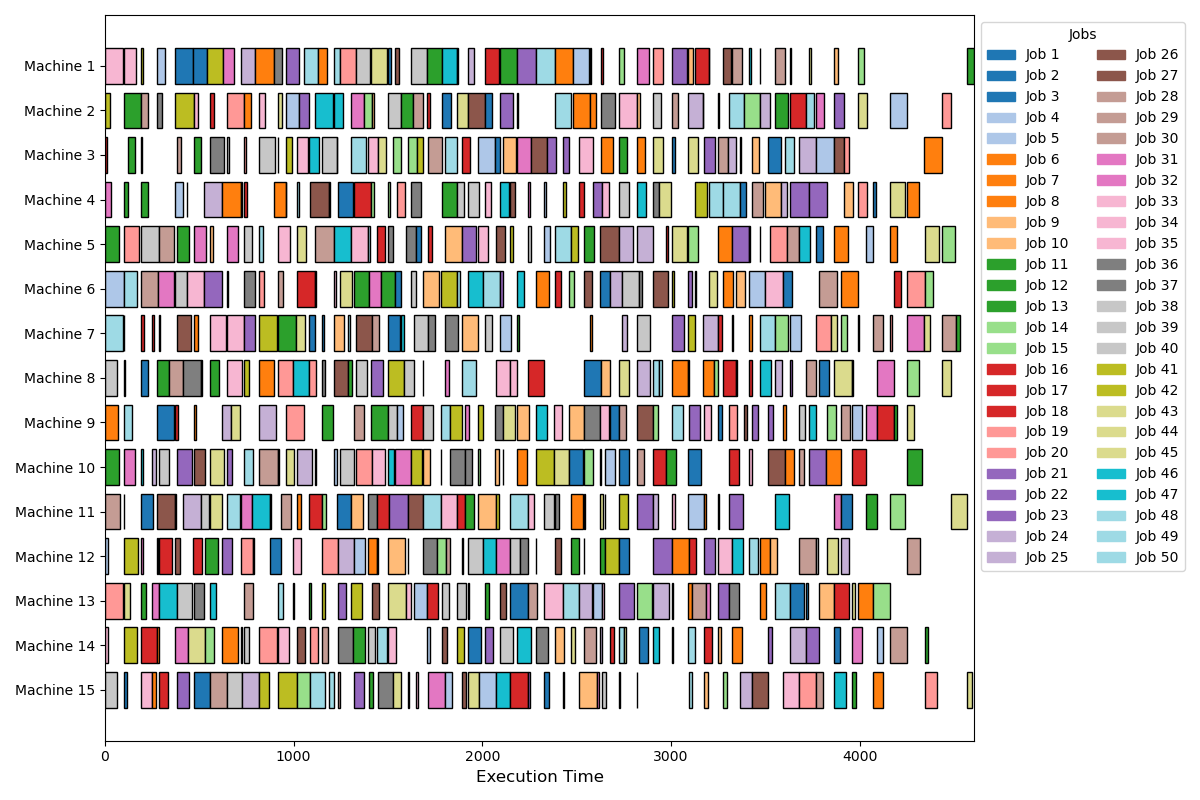 Machine 1
Machine 2
Machine 3
Machine 4
Machine 5
Machine 6
Machine 7
Machine 8
Machine 9
Machine 10
Machine 11
Machine 12
Machine 13
Machine 14
Machine 15
0 1000 2000 3000 4000
Execution Time
Jobs
Job 1
Job 2
Job 3
Job 4
Job 5
Job 6
Job 7
Job 8
Job 9
Job 10
Job 11
Job 12
Job 13
Job 14
Job 15
Job 16
Job 17
Job 18
Job 19
Job 20
Job 21
Job 22
Job 23
Job 24
Job 25
Job 26
Job 27
Job 28
Job 29
Job 30
Job 31
Job 32
Job 33
Job 34
Job 35
Job 36
Job 37
Job 38
Job 39
Job 40
Job 41
Job 42
Job 43
Job 44
Job 45
Job 46
Job 47
Job 48
Job 49
Job 50